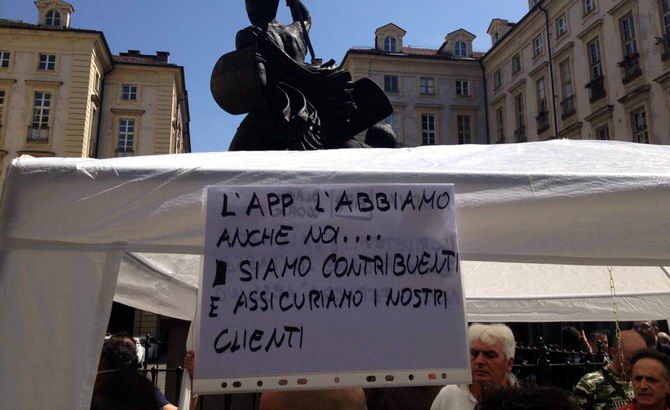 L'APP L'ABBIAMO
ANCHE NOI....
SIAMO CONTRIBUENTI
E ASSICURIAMO I NOSTRI
CLIENTI